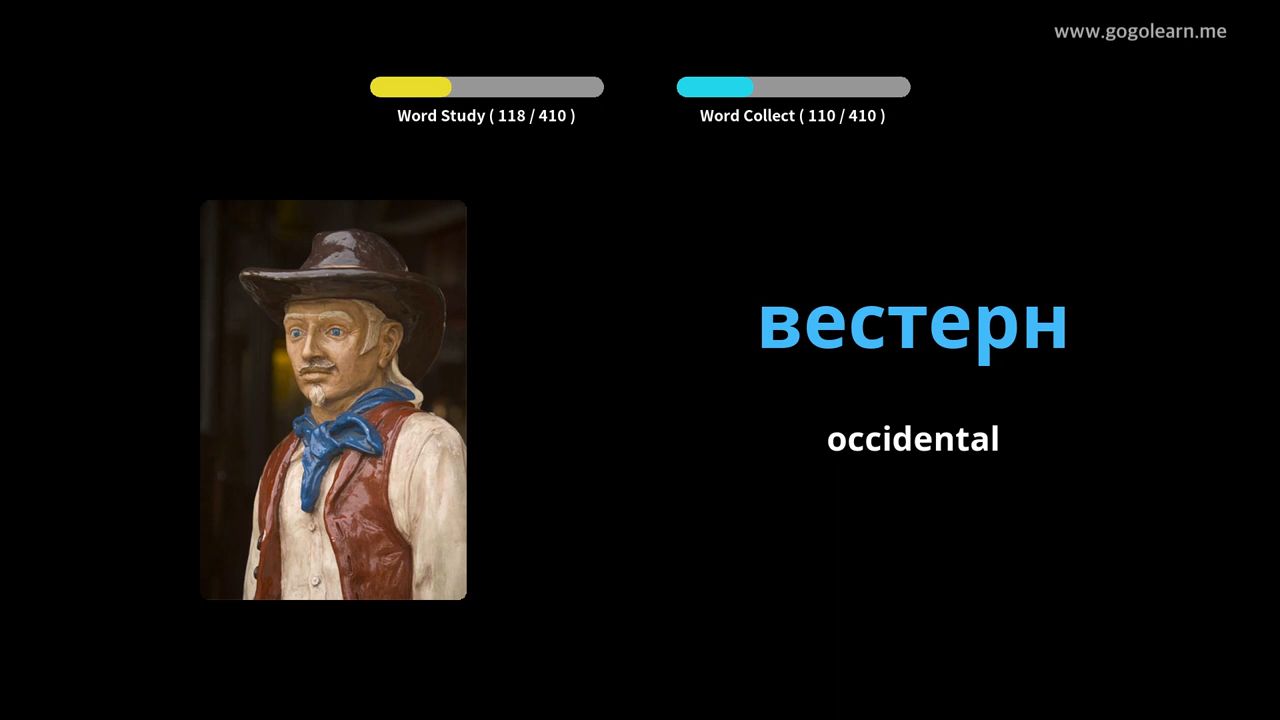 www.gogolearn.me
Word Study ( 118 / 410 )
Word Collect ( 110 / 410 )
вестерн
occidental